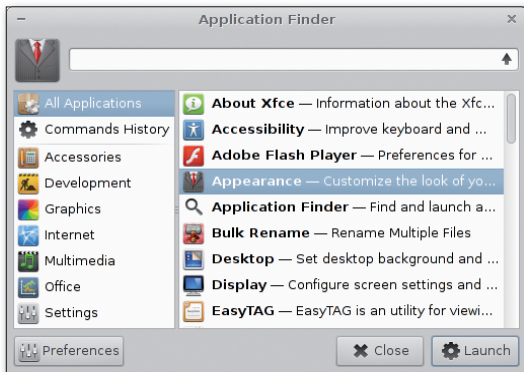 Application Finder
All Applications
Commands History
Accessories
Development
Graphics
Internet
Multimedia
Office
Settings
About Xfce — Information about the Xfc...
Accessibility — Improve keyboard and ...
Adobe Flash Player — Preferences for ...
Appearance — Customize the look of yo...
Application Finder — Find and launch a...
Bulk Rename — Rename Multiple Files
Desktop — Set desktop background and ...
Display — Configure screen settings and ...
EasyTAG — EasyTAG is an utility for viewi...
Preferences
Close
Launch